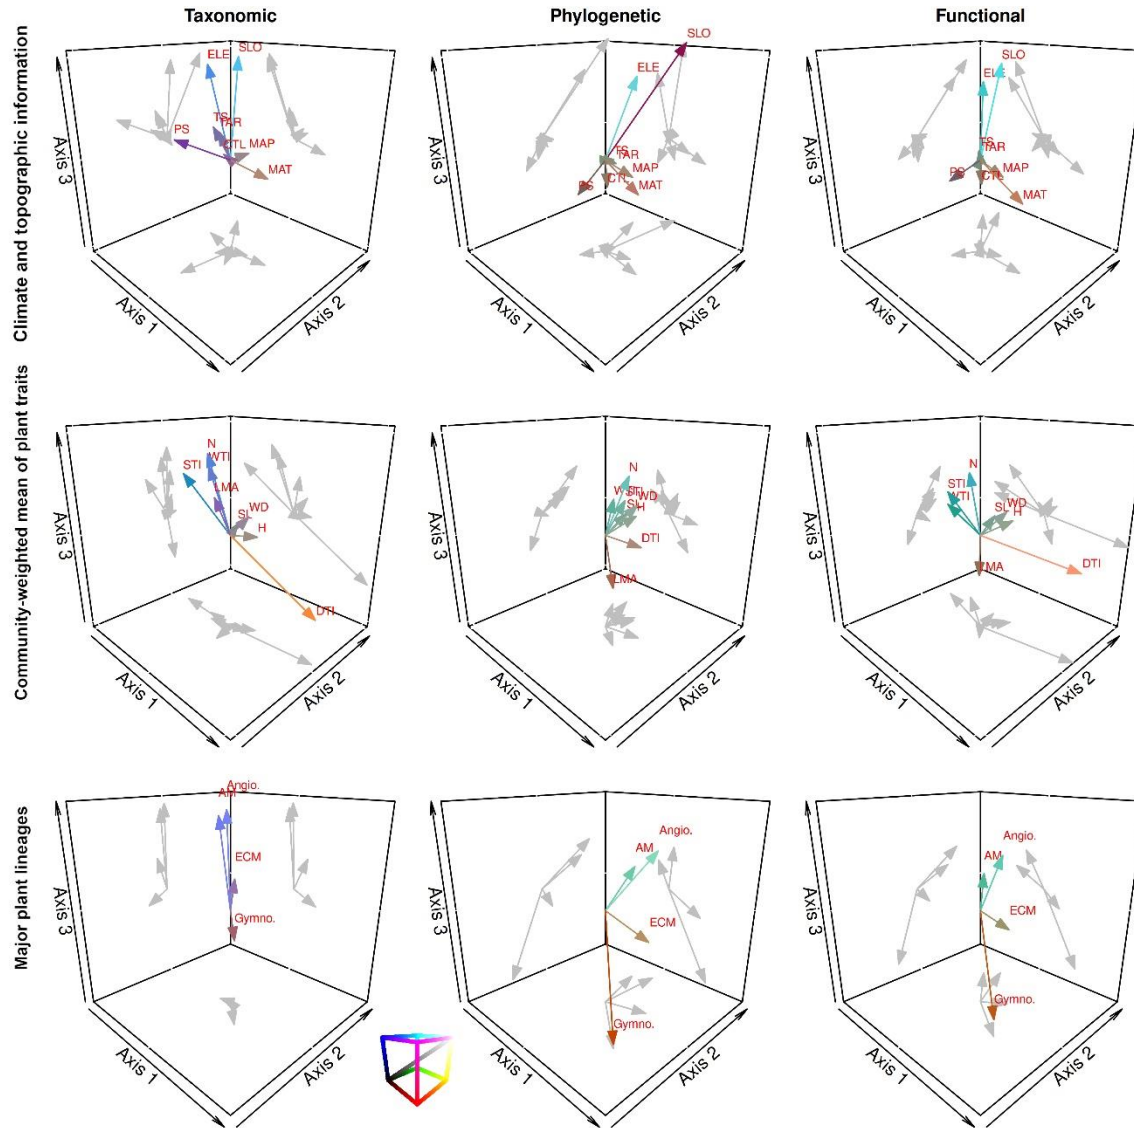 Taxonomic
Phylogenetic
Functional
Climate and topographic information
ELE
SLO
TS
TAR
PS
CTL
MAP
MAT
Axis 3
Axis 1
Axis 2
SLO
ELE
TS
TAR
MAP
PS
CTL
MAT
Axis 3
Axis 1
Axis 2
SLO
ELE
TS
TAR
PS
CTL
MAP
MAT
Axis 3
Axis 1
Axis 2
Community-weighted mean of plant traits
N
WTI
STI
LMA
WD
SL
H
DTI
Axis 3
Axis 1
Axis 2
N
STI
WD
SL
H
DTI
LMA
Axis 3
Axis 1
Axis 2
N
STI
WTI
WD
SL
H
LMA
DTI
Axis 3
Axis 1
Axis 2
Major plant lineages
Angio.
AM
ECM
Gymno.
Axis 3
Axis 1
Axis 2
Angio.
AM
ECM
Gymno.
Axis 3
Axis 1
Axis 2
Angio.
AM
ECM
Gymno.
Axis 3
Axis 1
Axis 2